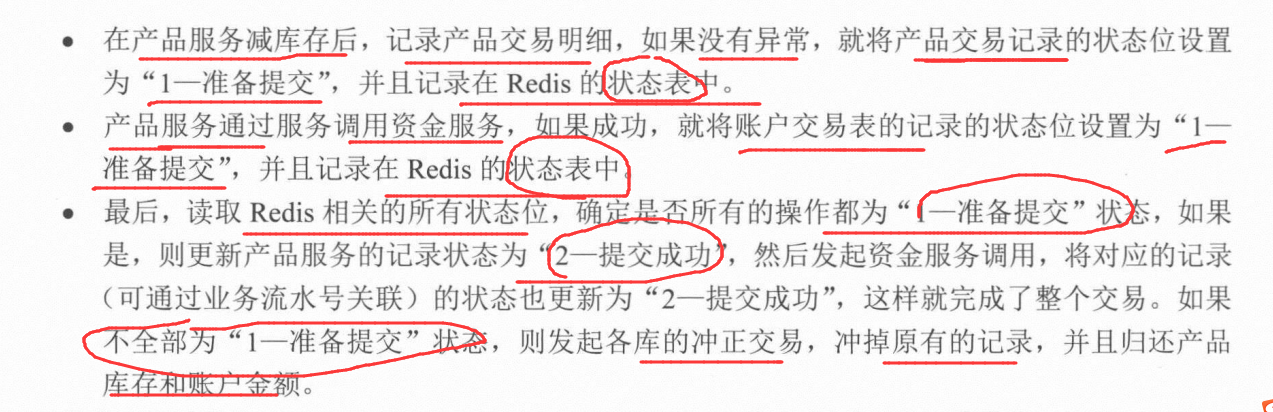 • 在产品服务减库存后，记录产品交易明细，如果没有异常，就将产品交易记录的状态位设置
为“1—准备提交”，并且记录在 Redis 的状态表中。
• 产品服务通过服务调用资金服务，如果成功，就将账户交易表的记录的状态位设置为“1—
准备提交”，并且记录在 Redis 的状态表中。
• 最后，读取 Redis 相关的所有状态位，确定是否所有的操作都为“1—准备提交”状态，如果
是，则更新产品服务的记录状态为“2—提交成功”，然后发起资金服务调用，将对应的记录
（可通过业务流水号关联）的状态也更新为“2—提交成功”，这样就完成了整个交易。如果
不全部为“1—准备提交”状态，则发起各库的冲正交易，冲掉原有的记录，并且归还产品
库存和账户金额。